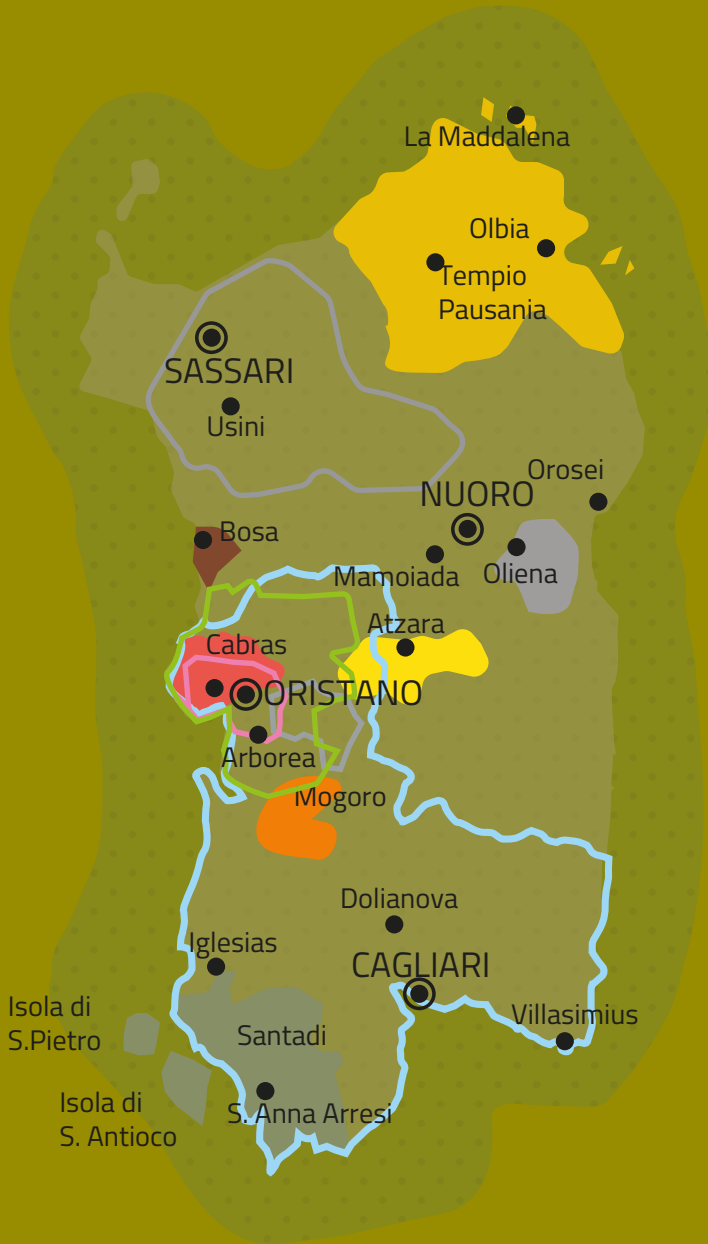 La Maddalena
Olbia
Tempio
Pausania
SASSARI
Usini
Orosei
NUORO
Bosa
Mamoiada
Oliena
Atzara
Cabras
ORISTANO
Arborea
Mogoro
Dolianova
Iglesias
CAGLIARI
Isola di
S.Pietro
Villasimius
Santadi
Isola di
S. Antioco
S. Anna Arresi